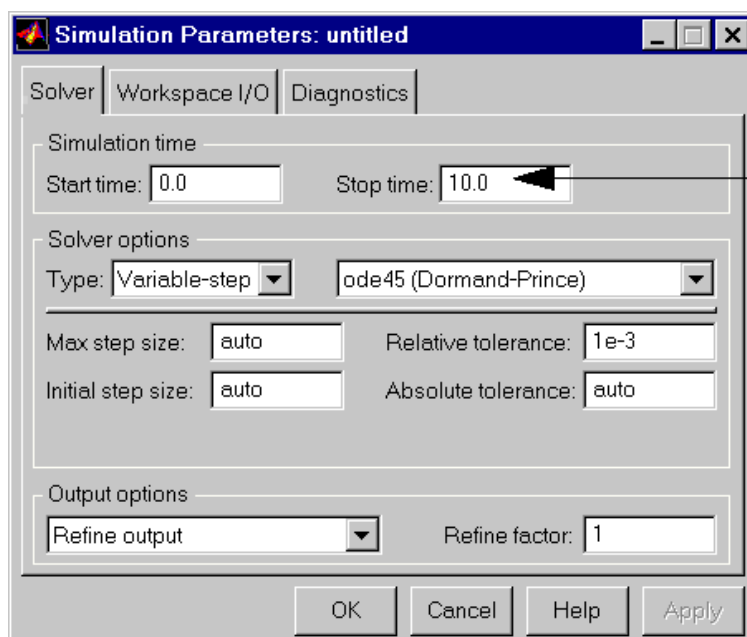 Simulation Parameters: untitled
Solver Workspace I/O Diagnostics
Simulation time
Start time: 0.0 Stop time: 10.0
Solver options
Type: Variable-step ode45 (Dormand-Prince)
Max step size: auto Relative tolerance: 1e-3
Initial step size: auto Absolute tolerance: auto
Output options
Refine output Refine factor: 1
OK Cancel Help Apply